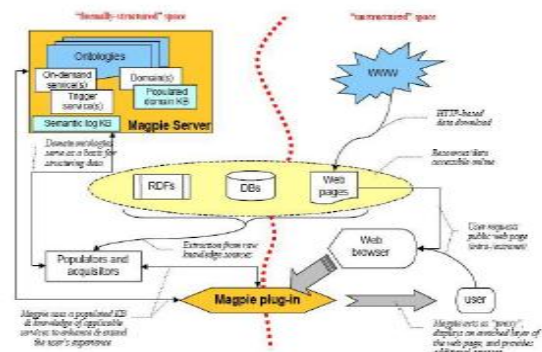 "formally-structured" space
"unstructured" space
Ontologies
On-demand
service(s)
Domain(s)
Trigger
service(s)
Populated
domain KB
Semantic log KB
Magpie Server
WWW
HTTP-based
data download
Domain ontologies
serve as a basis for
structuring data
Resources/data
accessible online
RDFs
DBs
Web
pages
User requests
public web page
(intra-/extranet)
Extraction from raw
knowledge sources
Populators and
acquisitors
Web
browser
Magpie plug-in
user
Magpie uses a populated KB
& knowledge of applicable
services to enhance & extend
the user's experience
Magpie acts as "proxy",
displays an enriched layer of
the web page, and provides